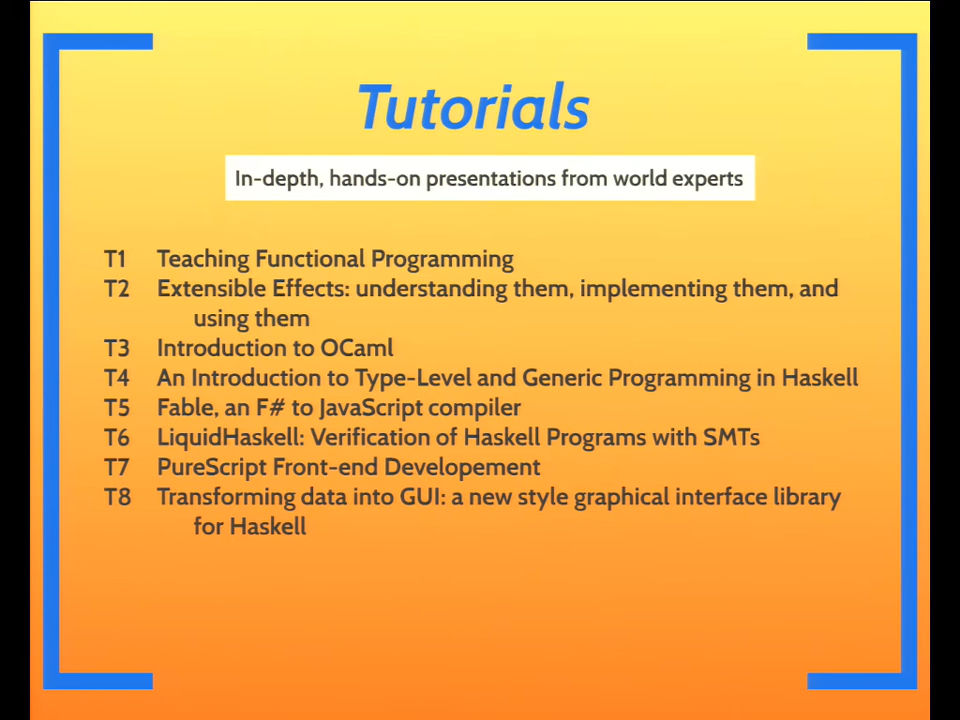 Tutorials
In-depth, hands-on presentations from world experts
T1 Teaching Functional Programming
T2 Extensible Effects: understanding them, implementing them, and
using them
T3 Introduction to OCaml
T4 An Introduction to Type-Level and Generic Programming in Haskell
T5 Fable, an F# to JavaScript compiler
T6 LiquidHaskell: Verification of Haskell Programs with SMTs
T7 PureScript Front-end Developement
T8 Transforming data into GUI: a new style graphical interface library
for Haskell